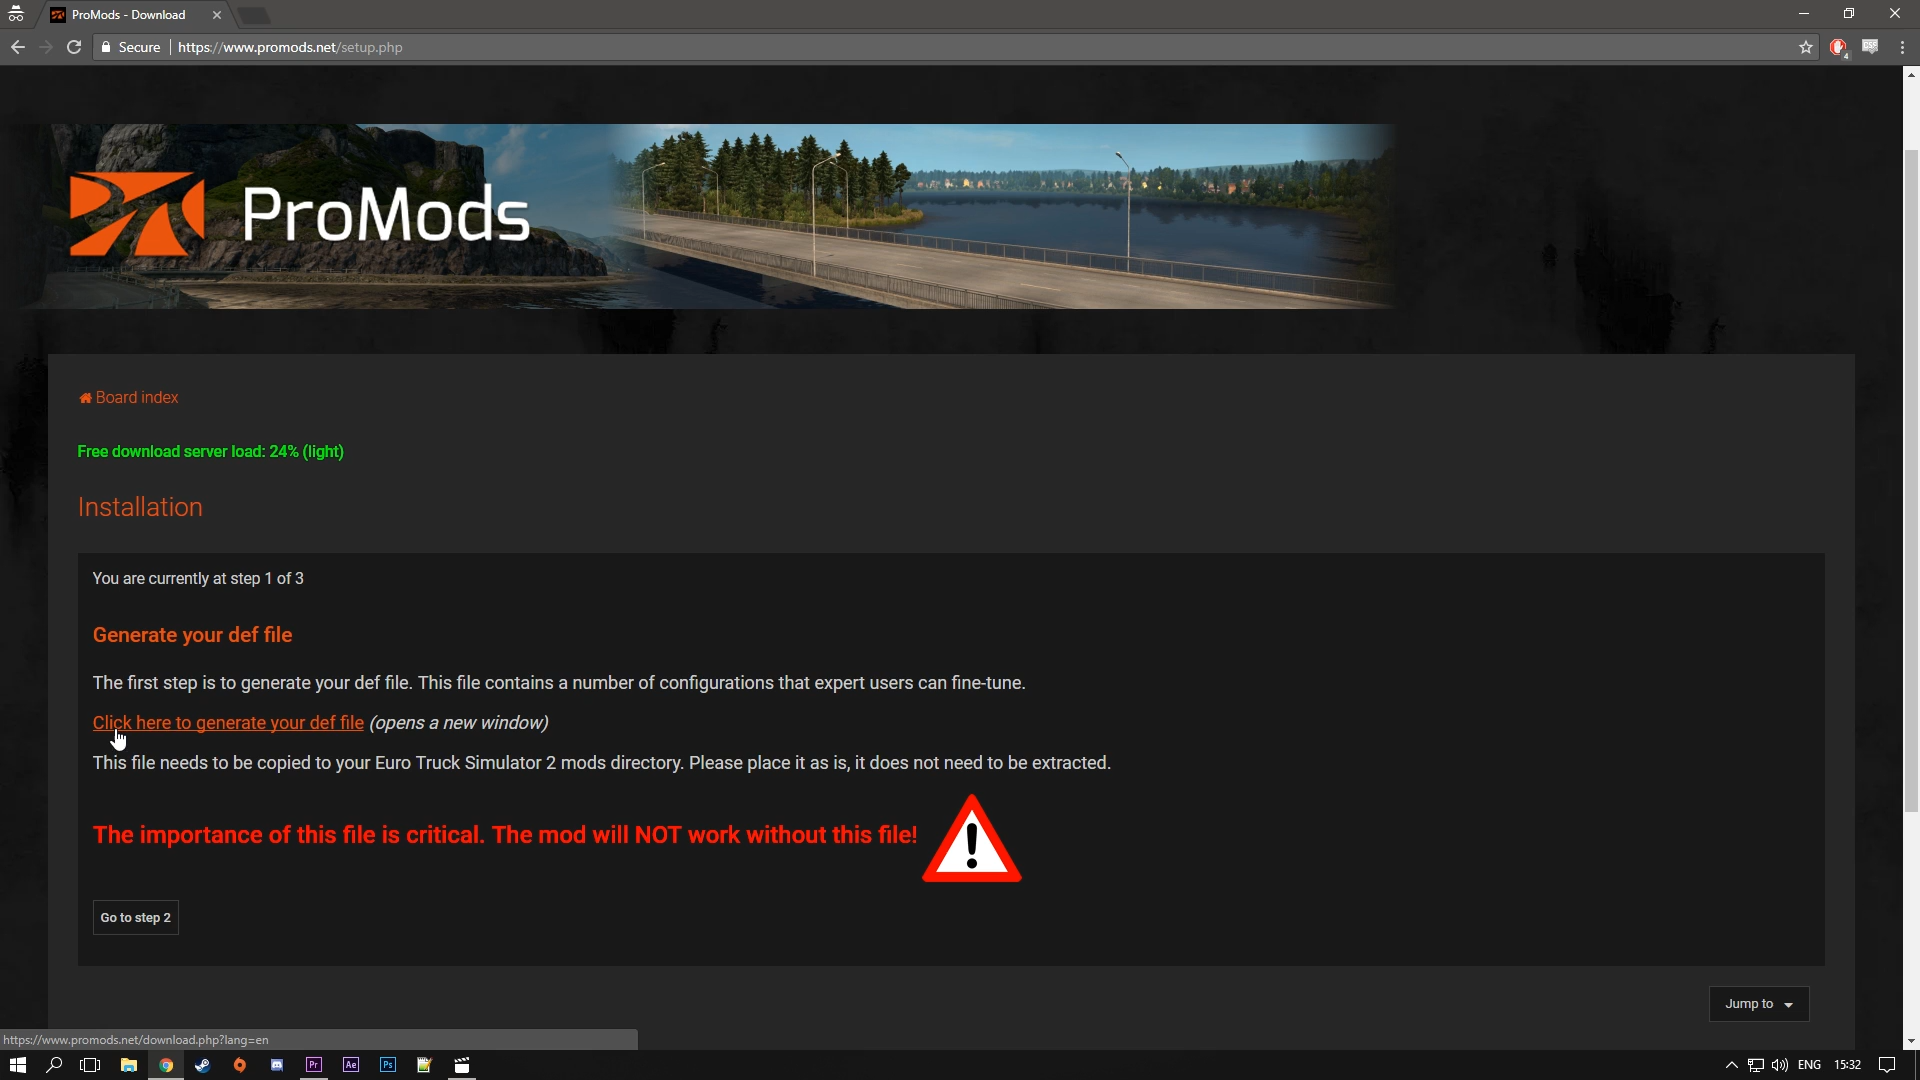 ProMods - Download
Secure
https://www.promods.net/setup.php
4
ProMods
Board index
Free download server load: 24% (light)
Installation
You are currently at step 1 of 3
Generate your def file
The first step is to generate your def file. This file contains a number of configurations that expert users can fine-tune.
Click here to generate your def file (opens a new window)
This file needs to be copied to your Euro Truck Simulator 2 mods directory. Please place it as is, it does not need to be extracted.
The importance of this file is critical. The mod will NOT work without this file!
Go to step 2
Jump to
https://www.promods.net/download.php?lang=en
Pr
Ae
Ps
ENG
15:32